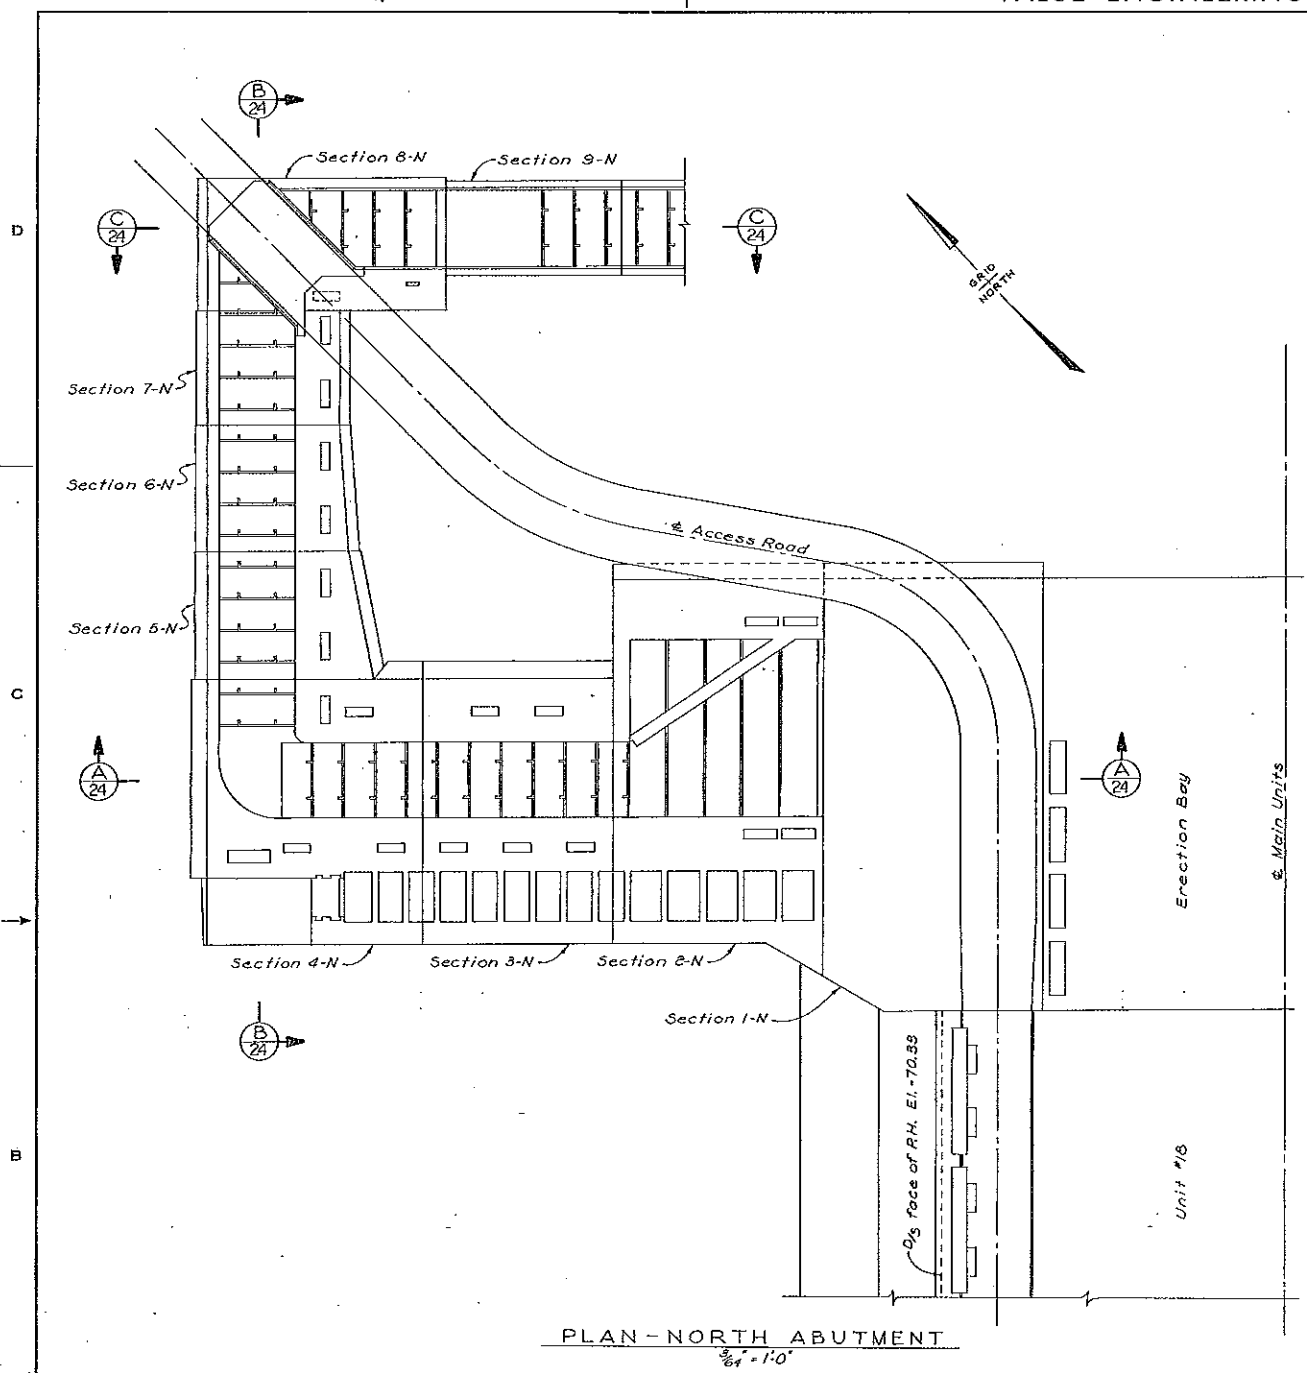 B
24
Section 8-N
Section 9-N
D
C
24
C
24
GRID
NORTH
Section 7-N
Section 6-N
℄ Access Road
Section 5-N
C
A
24
A
24
Erection Bay
℄ Main Units
Section 4-N
Section 3-N
Section 2-N
Section 1-N
B
24
D/S face of P.H. El.-70.33
B
Unit #18
PLAN-NORTH ABUTMENT
3/64" = 1'-0"